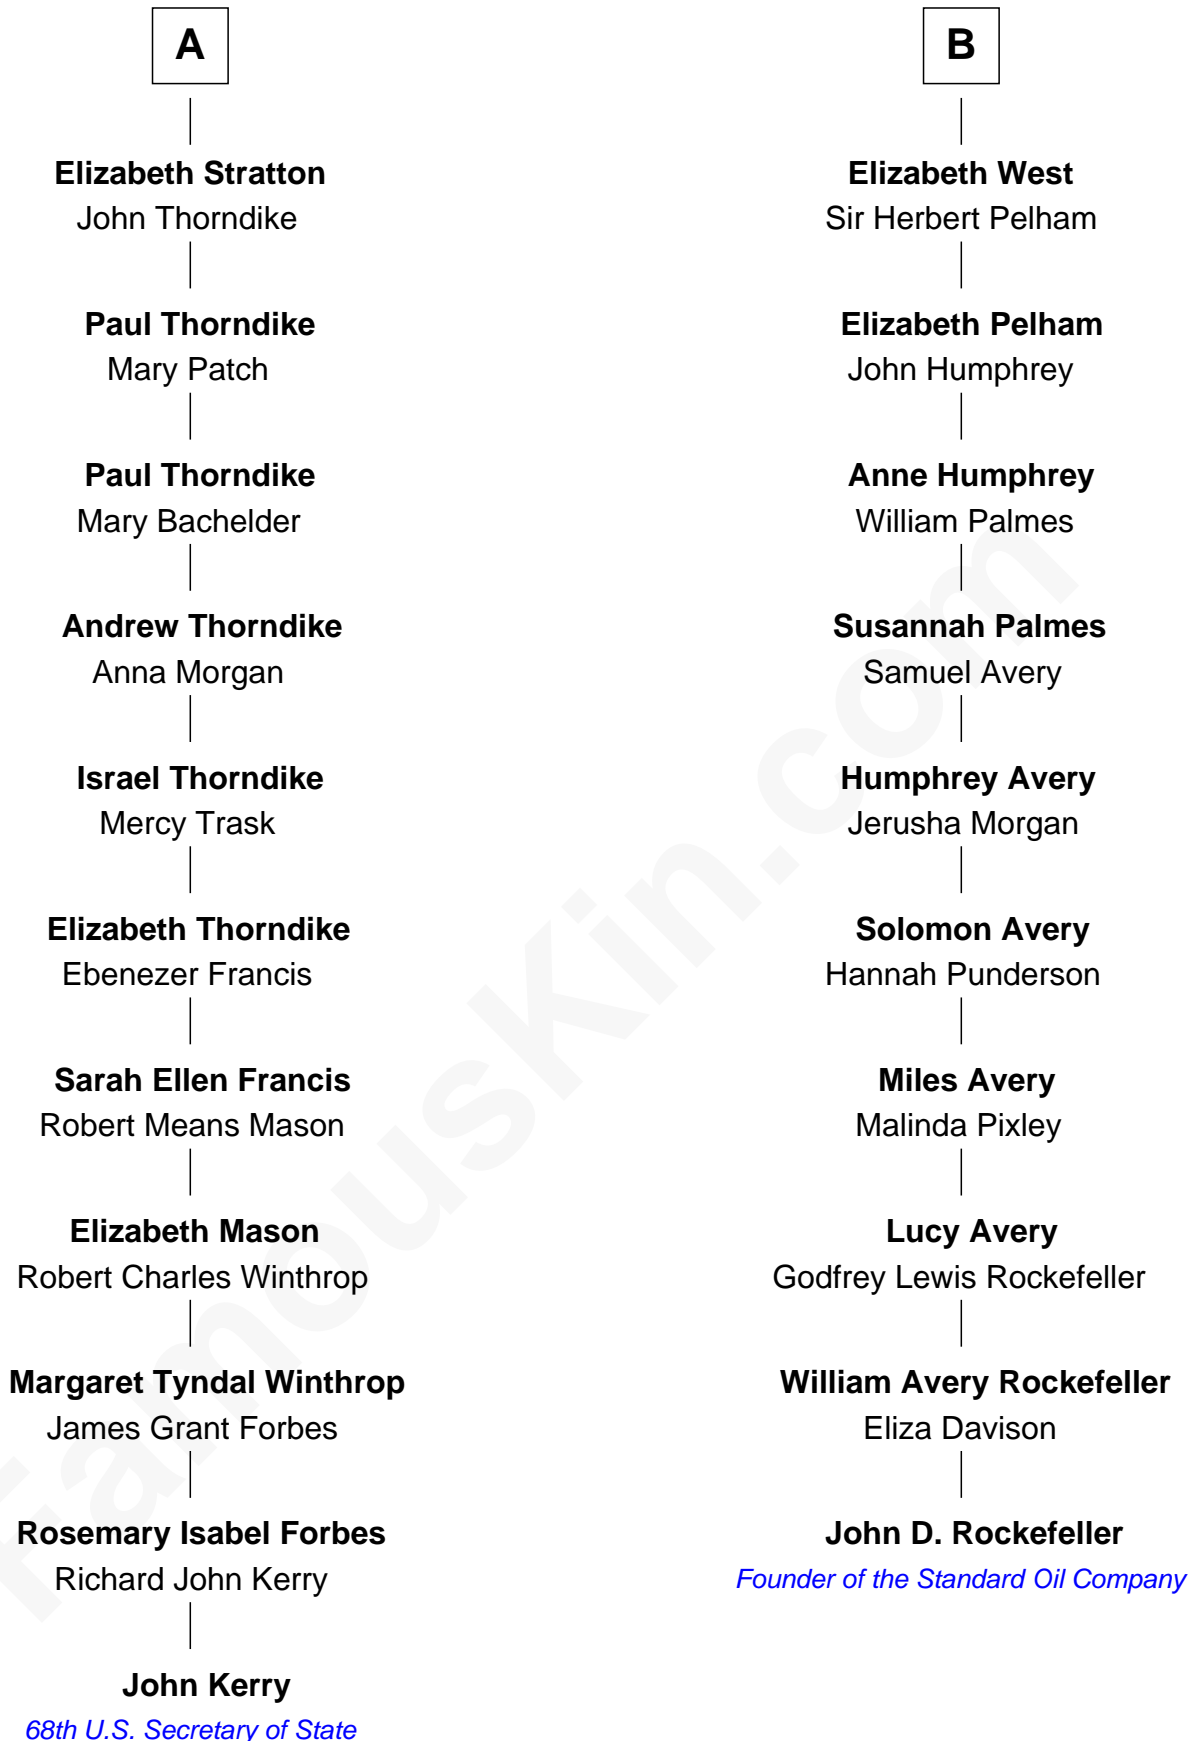 A
Elizabeth Stratton
John Thorndike
Paul Thorndike
Mary Patch
Paul Thorndike
Mary Bachelder
Andrew Thorndike
Anna Morgan
Israel Thorndike
Mercy Trask
Elizabeth Thorndike
Ebenezer Francis
Sarah Ellen Francis
Robert Means Mason
Elizabeth Mason
Robert Charles Winthrop
Margaret Tyndal Winthrop
James Grant Forbes
Rosemary Isabel Forbes
Richard John Kerry
John Kerry
68th U.S. Secretary of State
B
Elizabeth West
Sir Herbert Pelham
Elizabeth Pelham
John Humphrey
Anne Humphrey
William Palmes
Susannah Palmes
Samuel Avery
Humphrey Avery
Jerusha Morgan
Solomon Avery
Hannah Punderson
Miles Avery
Malinda Pixley
Lucy Avery
Godfrey Lewis Rockefeller
William Avery Rockefeller
Eliza Davison
John D. Rockefeller
Founder of the Standard Oil Company
FamousKin.com